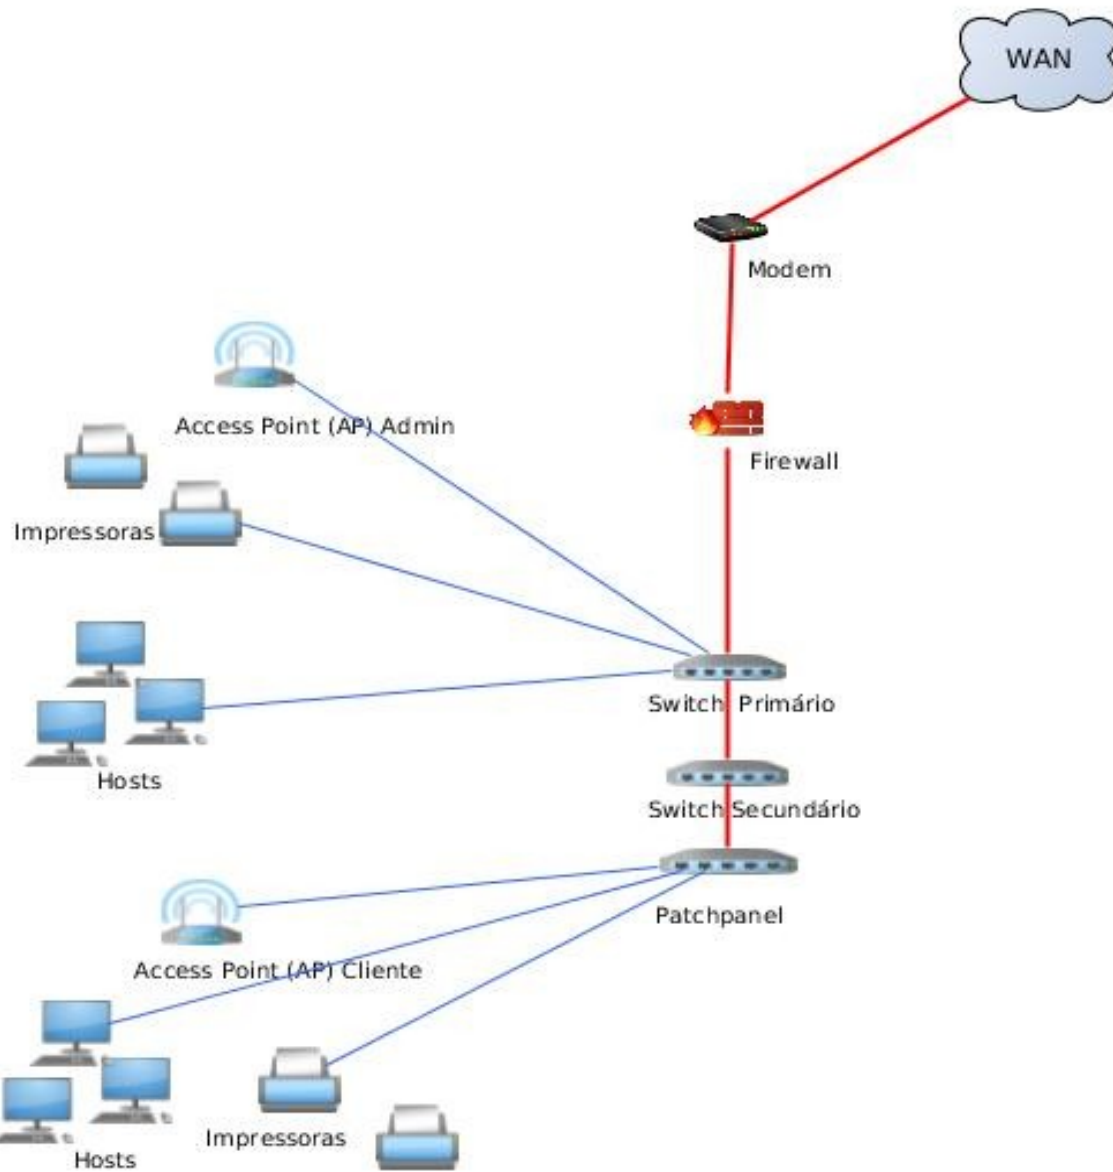 WAN
Modem
Access Point (AP) Admin
Firewall
Impressoras
Switch Primário
Hosts
Switch Secundário
Patchpanel
Access Point (AP) Cliente
Impressoras
Hosts